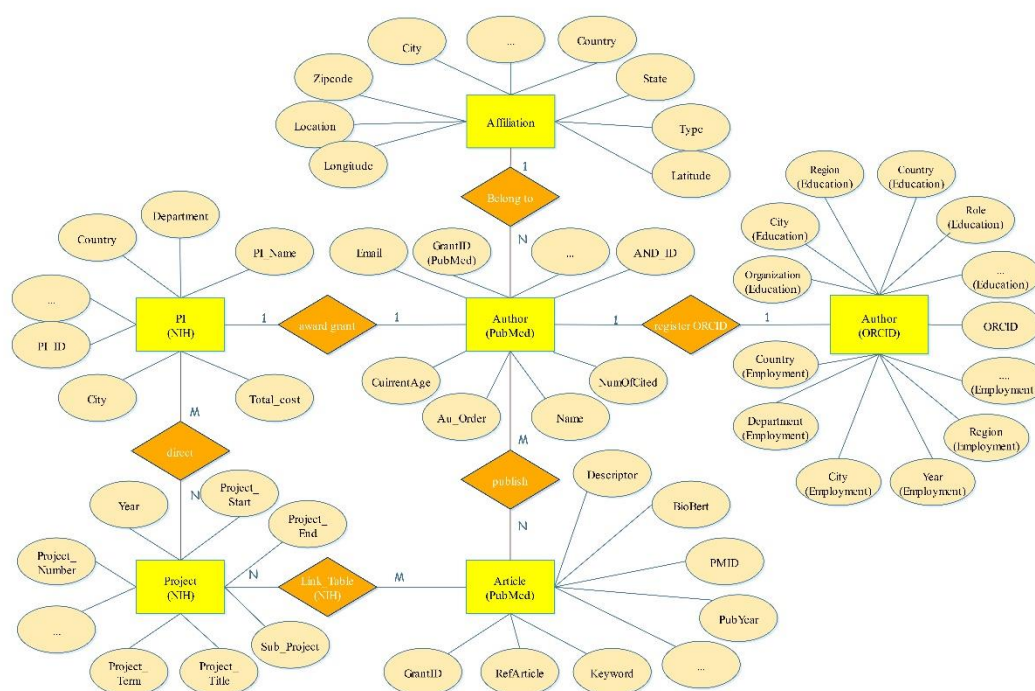 City
...
Country
Zipcode
State
Affiliation
Location
Type
Longitude
Latitude
1
Belong to
N
Region
(Education)
Country
(Education)
Role
(Education)
City
(Education)
....
(Education)
Organization
(Education)
Author
(ORCID)
ORCID
Country
(Employment)
....
(Employment)
Department
(Employment)
Region
(Employment)
City
(Employment)
Year
(Employment)
Department
Country
PI_Name
...
PI_ID
PI
(NIH)
City
Total_cost
1
award grant
1
Email
GrantID
(PubMed)
...
AND_ID
Author
(PubMed)
CuirrentAge
NumOfCited
Au_Order
Name
1
register ORCID
1
M
direct
N
M
publish
N
Year
Project_
Start
Project_
End
Project_
Number
Project
(NIH)
...
Project_
Term
Project_
Title
Sub_Project
N
Link_Table
(NIH)
M
Descriptor
BioBert
PMID
Article
(PubMed)
PubYear
...
GrantID
RefArticle
Keyword